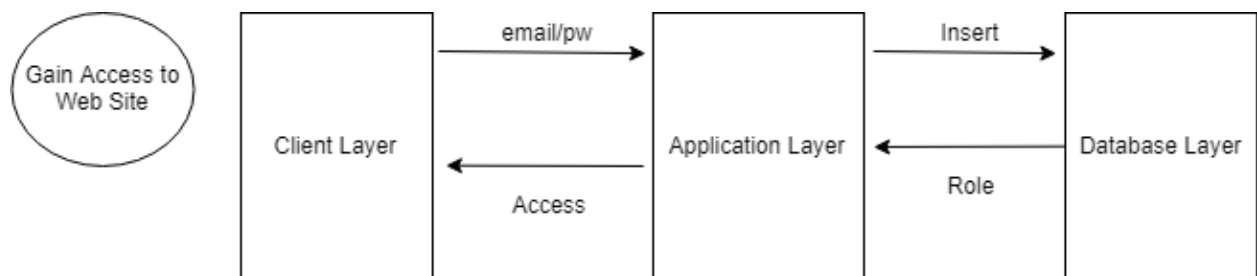 Gain Access to
Web Site
Client Layer
email/pw
Access
Application Layer
Insert
Role
Database Layer